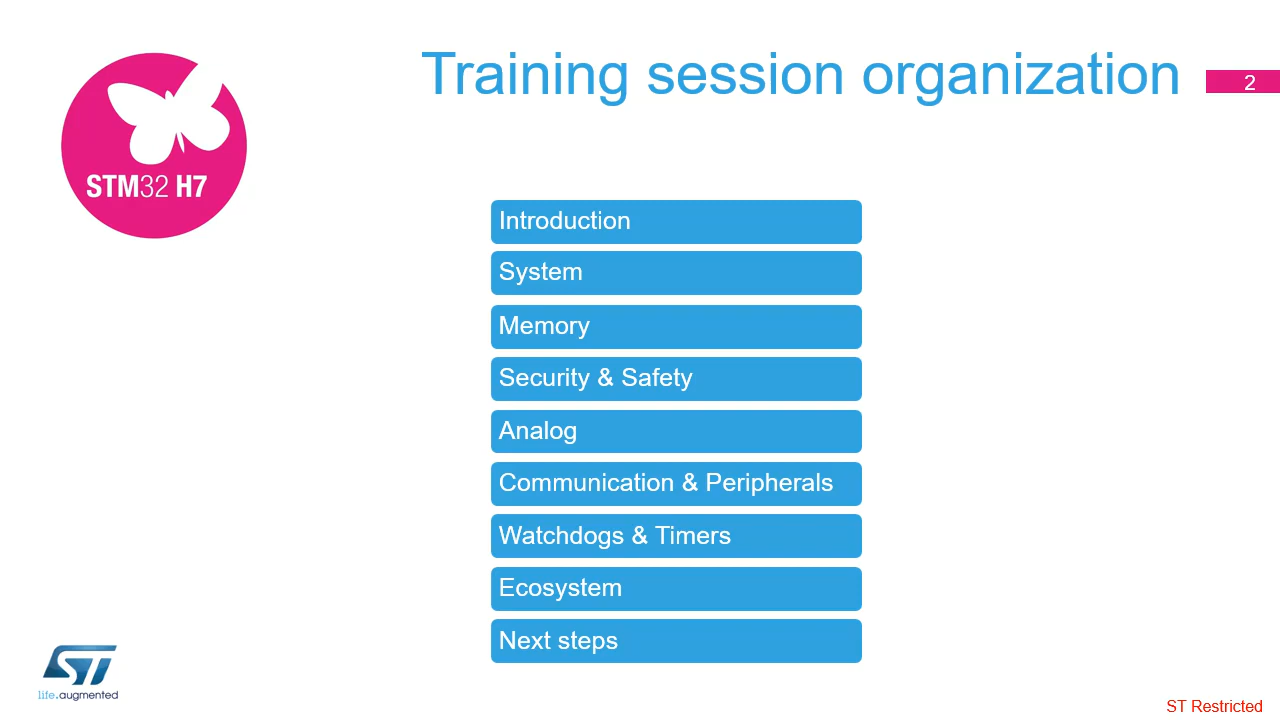 Training session organization
2
STM32 H7
Introduction
System
Memory
Security & Safety
Analog
Communication & Peripherals
Watchdogs & Timers
Ecosystem
Next steps
ST
life.augmented
ST Restricted